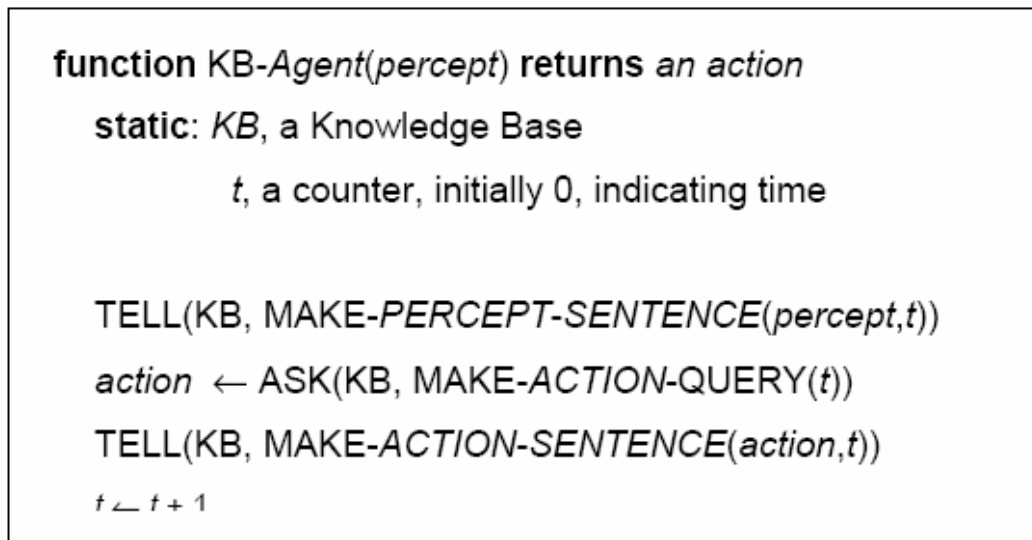 function KB-Agent(percept) returns an action
static: KB, a Knowledge Base
t, a counter, initially 0, indicating time
TELL(KB, MAKE-PERCEPT-SENTENCE(percept,t))
action ← ASK(KB, MAKE-ACTION-QUERY(t))
TELL(KB, MAKE-ACTION-SENTENCE(action,t))
t ← t + 1